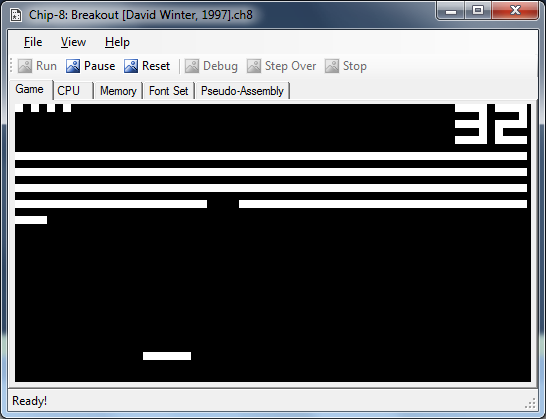 Chip-8: Breakout [David Winter, 1997].ch8
File View Help
Run Pause Reset Debug Step Over Stop
Game CPU Memory Font Set Pseudo-Assembly
32
Ready!